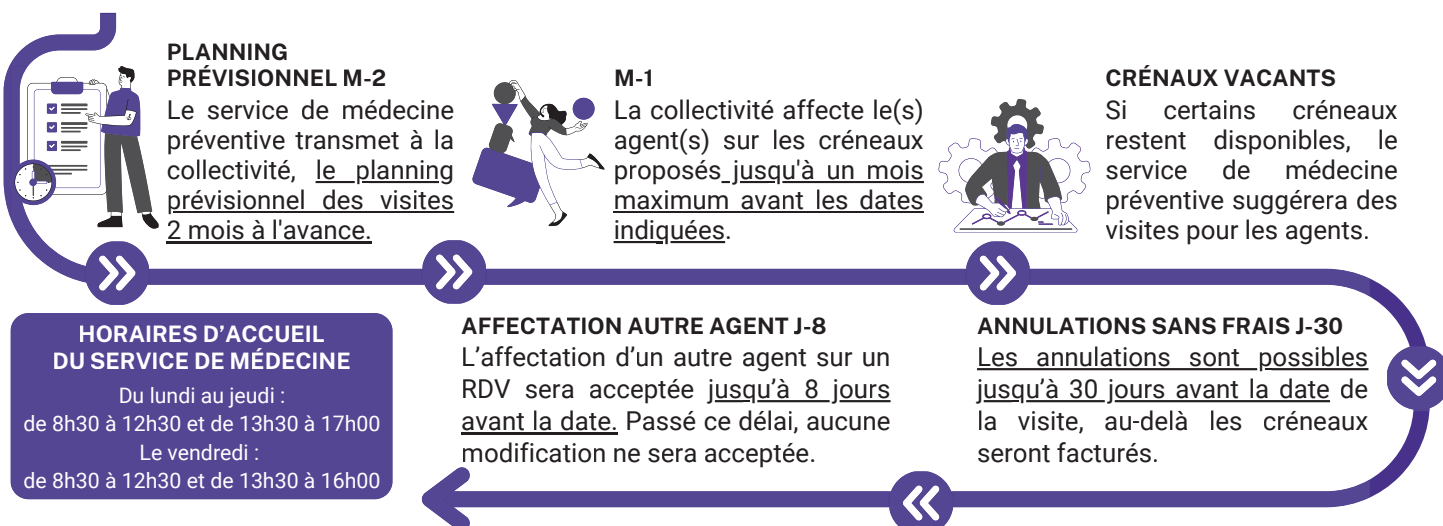 PLANNING
PRÉVISIONNEL M-2
Le service de médecine
préventive transmet à la
collectivité, le planning
prévisionnel des visites
2 mois à l'avance.
M-1
La collectivité affecte le(s)
agent(s) sur les créneaux
proposés jusqu'à un mois
maximum avant les dates
indiquées.
CRÉNAUX VACANTS
Si certains créneaux
restent disponibles, le
service de médecine
préventive suggérera des
visites pour les agents.
ANNULATIONS SANS FRAIS J-30
Les annulations sont possibles
jusqu'à 30 jours avant la date de
la visite, au-delà les créneaux
seront facturés.
AFFECTATION AUTRE AGENT J-8
L'affectation d'un autre agent sur un
RDV sera acceptée jusqu'à 8 jours
avant la date. Passé ce délai, aucune
modification ne sera acceptée.
HORAIRES D'ACCUEIL
DU SERVICE DE MÉDECINE
Du lundi au jeudi :
de 8h30 à 12h30 et de 13h30 à 17h00
Le vendredi :
de 8h30 à 12h30 et de 13h30 à 16h00